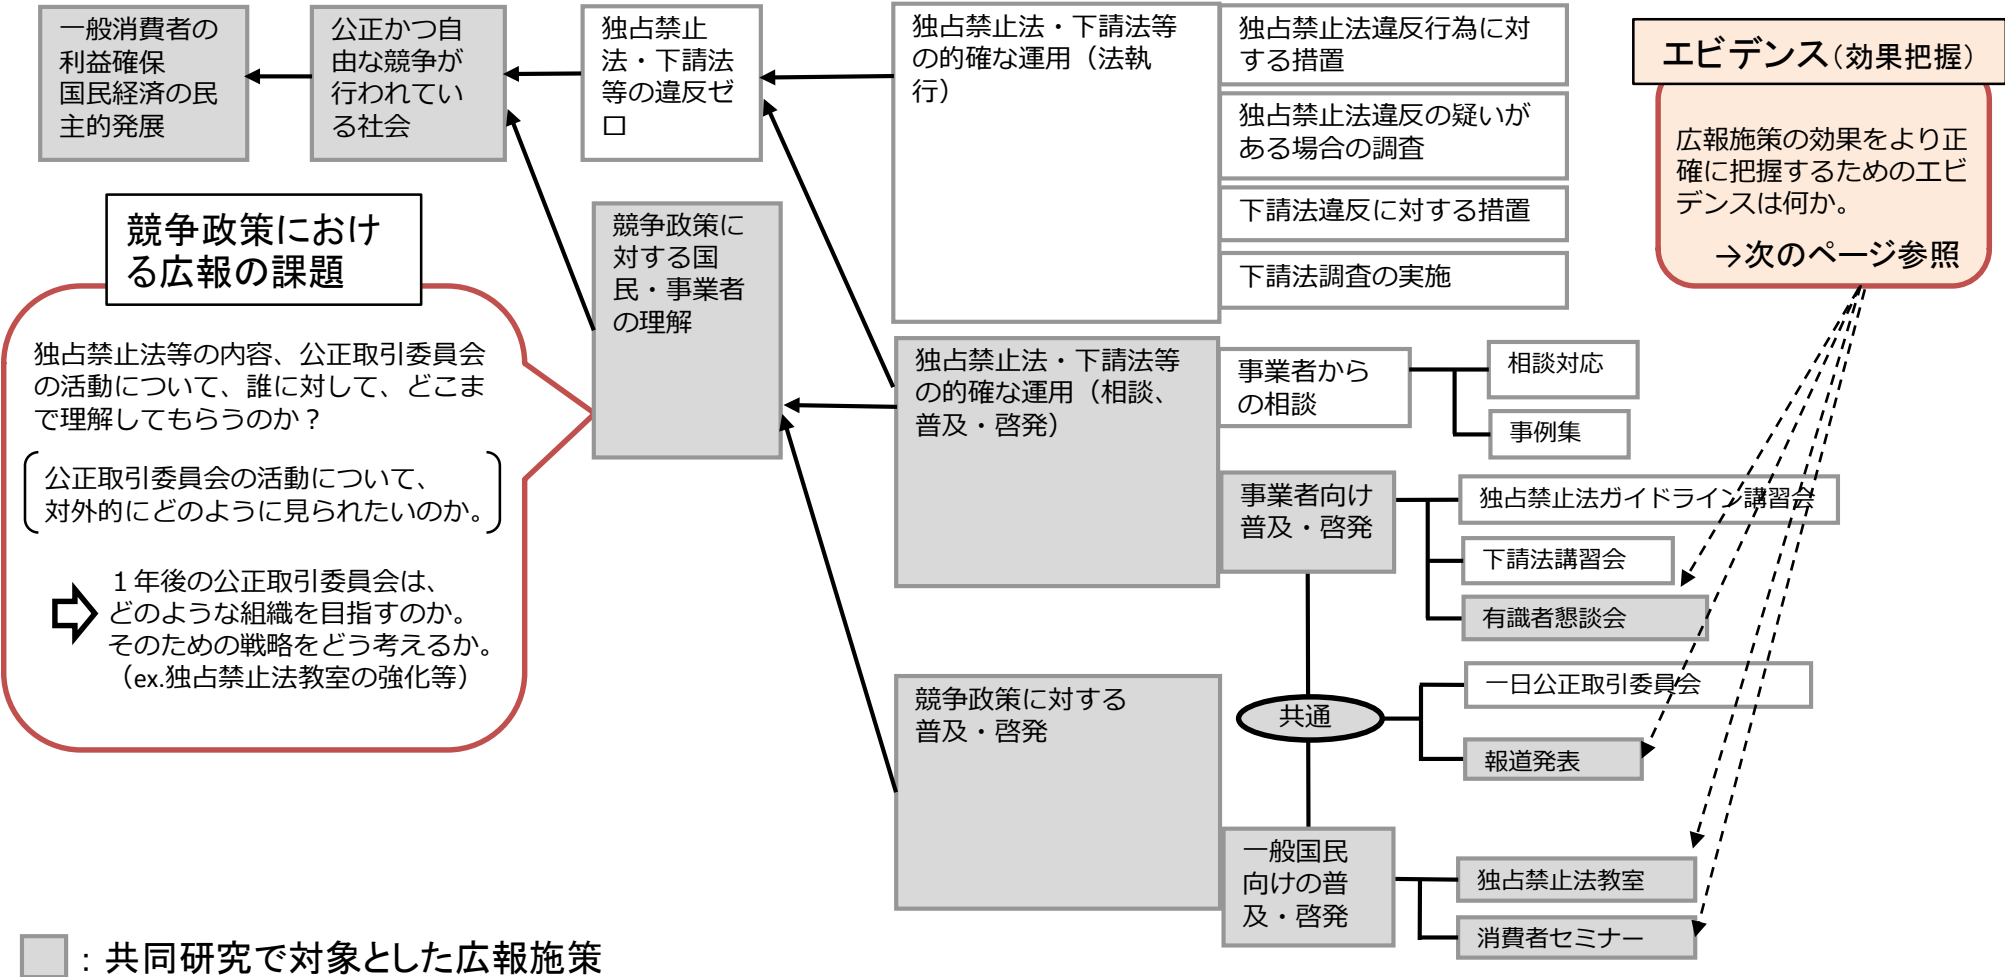 一般消費者の
利益確保
国民経済の民
主的発展
公正かつ自
由な競争が
行われてい
る社会
独占禁止
法・下請法
等の違反ゼ
ロ
独占禁止法・下請法等
の的確な運用（法執
行）
独占禁止法違反行為に対
する措置
独占禁止法違反の疑いが
ある場合の調査
下請法違反に対する措置
下請法調査の実施
エビデンス（効果把握）
広報施策の効果をより正
確に把握するためのエビ
デンスは何か。
→次のページ参照
競争政策におけ
る広報の課題
独占禁止法等の内容、公正取引委員会
の活動について、誰に対して、どこま
で理解してもらうのか？
公正取引委員会の活動について、
対外的にどのように見られたいのか。
１年後の公正取引委員会は、
どのような組織を目指すのか。
そのための戦略をどう考えるか。
（ex.独占禁止法教室の強化等）
競争政策に
対する国
民・事業者
の理解
独占禁止法・下請法等
の的確な運用（相談、
普及・啓発）
事業者から
の相談
相談対応
事例集
事業者向け
普及・啓発
独占禁止法ガイドライン講習会
下請法講習会
有識者懇談会
競争政策に対する
普及・啓発
共通
一日公正取引委員会
報道発表
一般国民
向けの普
及・啓発
独占禁止法教室
消費者セミナー
：共同研究で対象とした広報施策